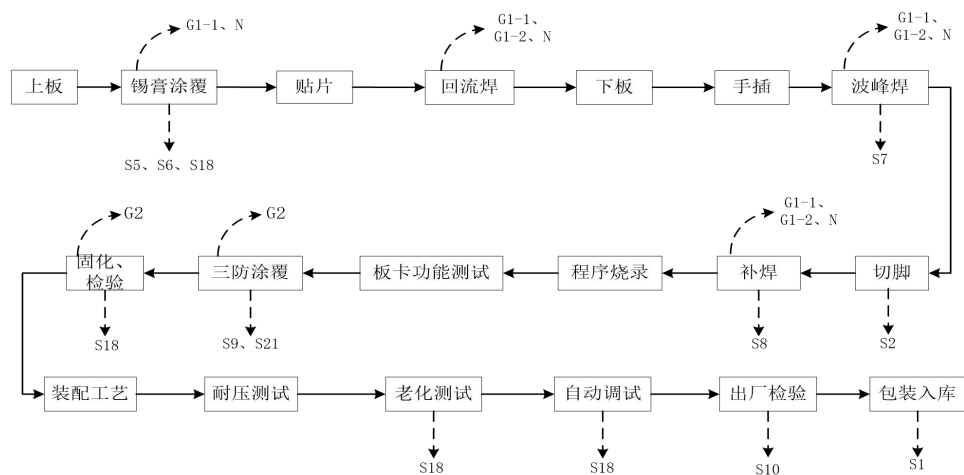 G1-1、N
G1-1、
G1-2、N
G1-1、
G1-2、N
上板
锡膏涂覆
贴片
回流焊
下板
手插
波峰焊
S5、S6、S18
S7
G2
G2
G1-1、
G1-2、N
固化、
检验
三防涂覆
板卡功能测试
程序烧录
补焊
切脚
S18
S9、S21
S8
S2
装配工艺
耐压测试
老化测试
自动调试
出厂检验
包装入库
S18
S18
S10
S1